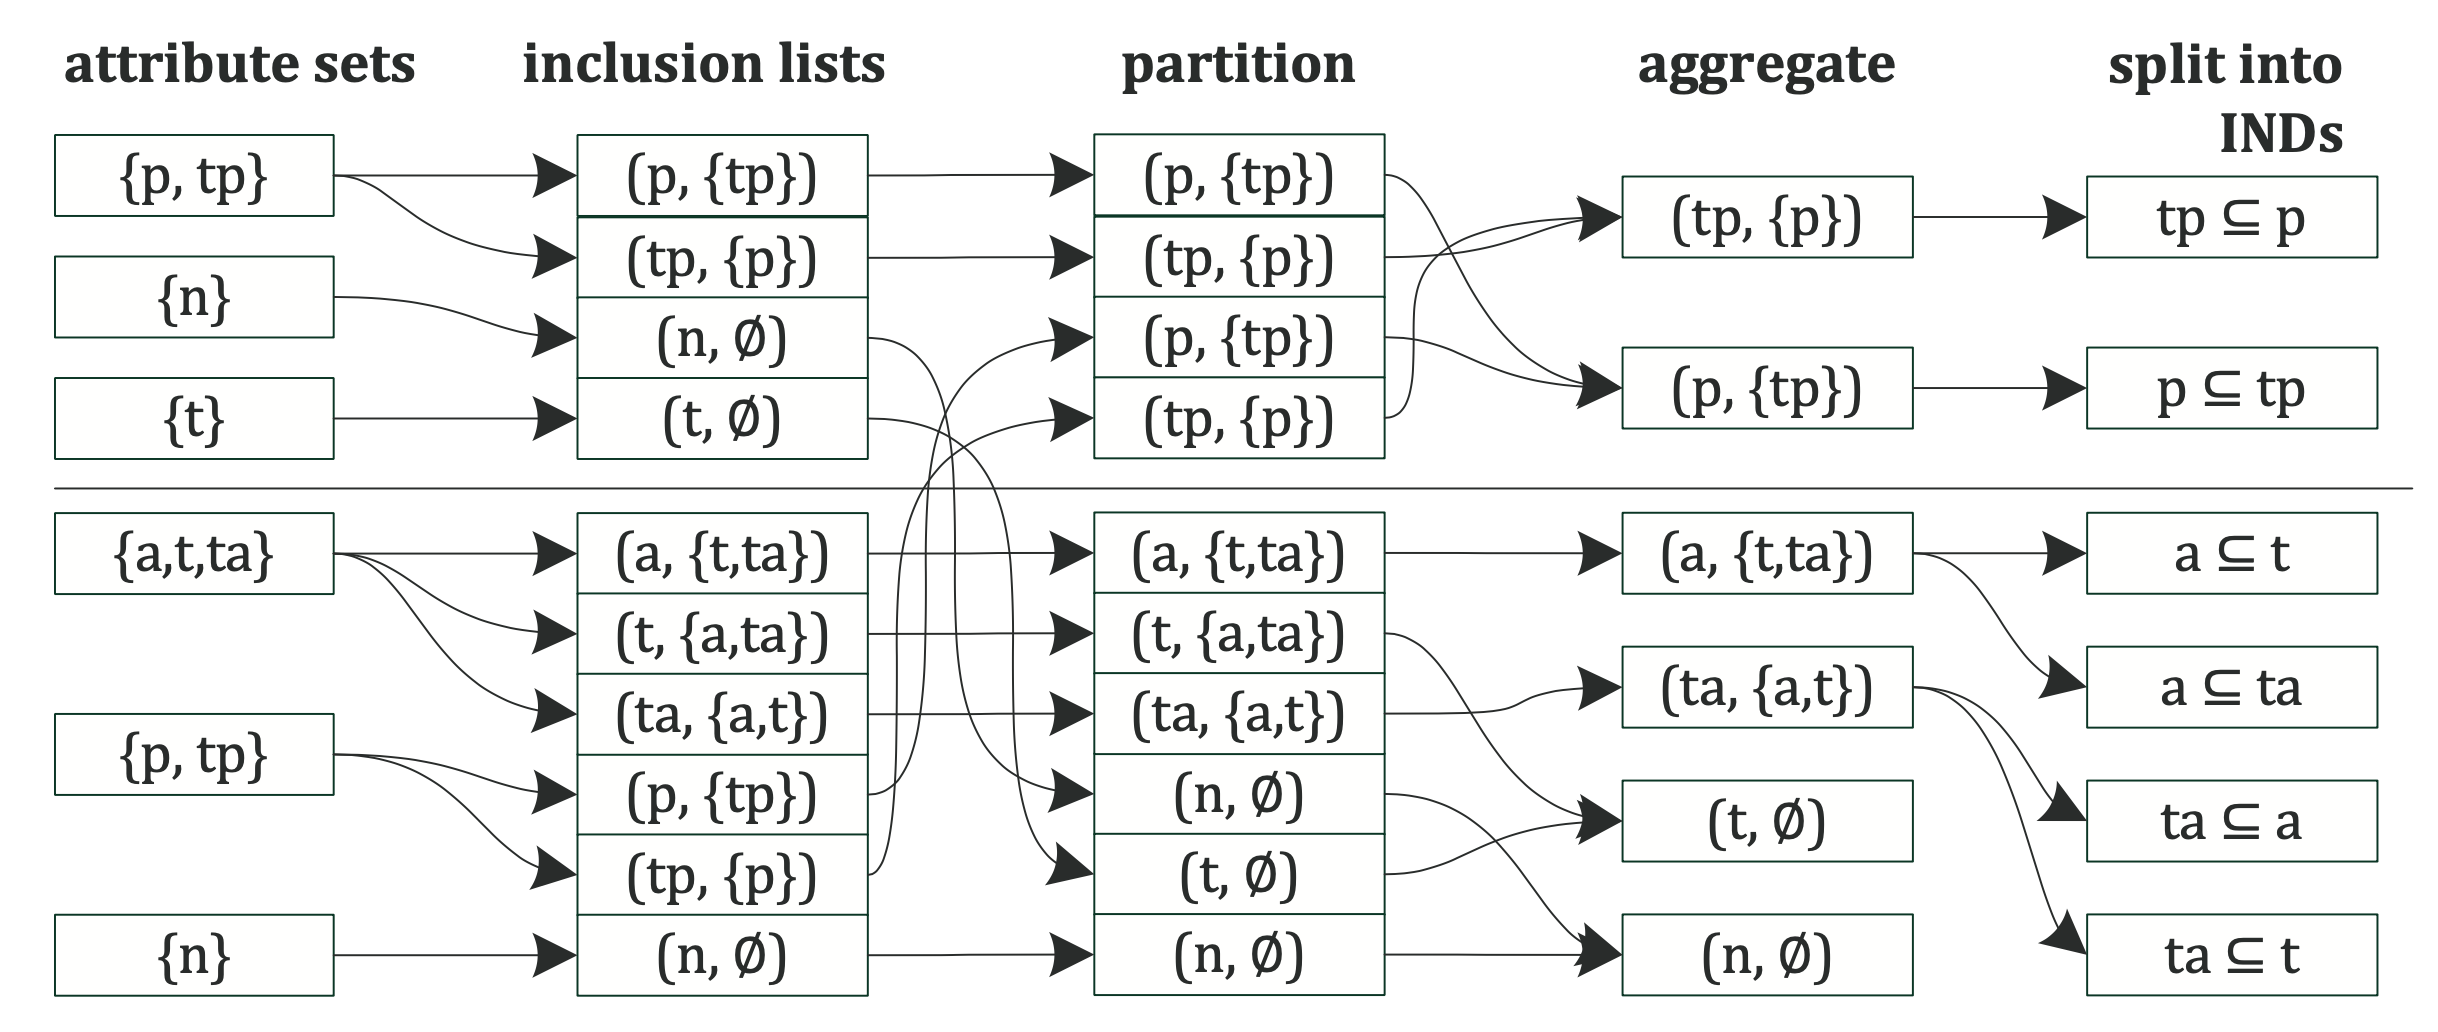 attribute sets
inclusion lists
partition
aggregate
split into
INDs
{p, tp}
{n}
{t}
(p, {tp})
(tp, {p})
(n, ∅)
(t, ∅)
(p, {tp})
(tp, {p})
(p, {tp})
(tp, {p})
(tp, {p})
(p, {tp})
tp ⊆ p
p ⊆ tp
{a,t,ta}
{p, tp}
{n}
(a, {t,ta})
(t, {a,ta})
(ta, {a,t})
(p, {tp})
(tp, {p})
(n, ∅)
(a, {t,ta})
(t, {a,ta})
(ta, {a,t})
(n, ∅)
(t, ∅)
(n, ∅)
(a, {t,ta})
(ta, {a,t})
(t, ∅)
(n, ∅)
a ⊆ t
a ⊆ ta
ta ⊆ a
ta ⊆ t